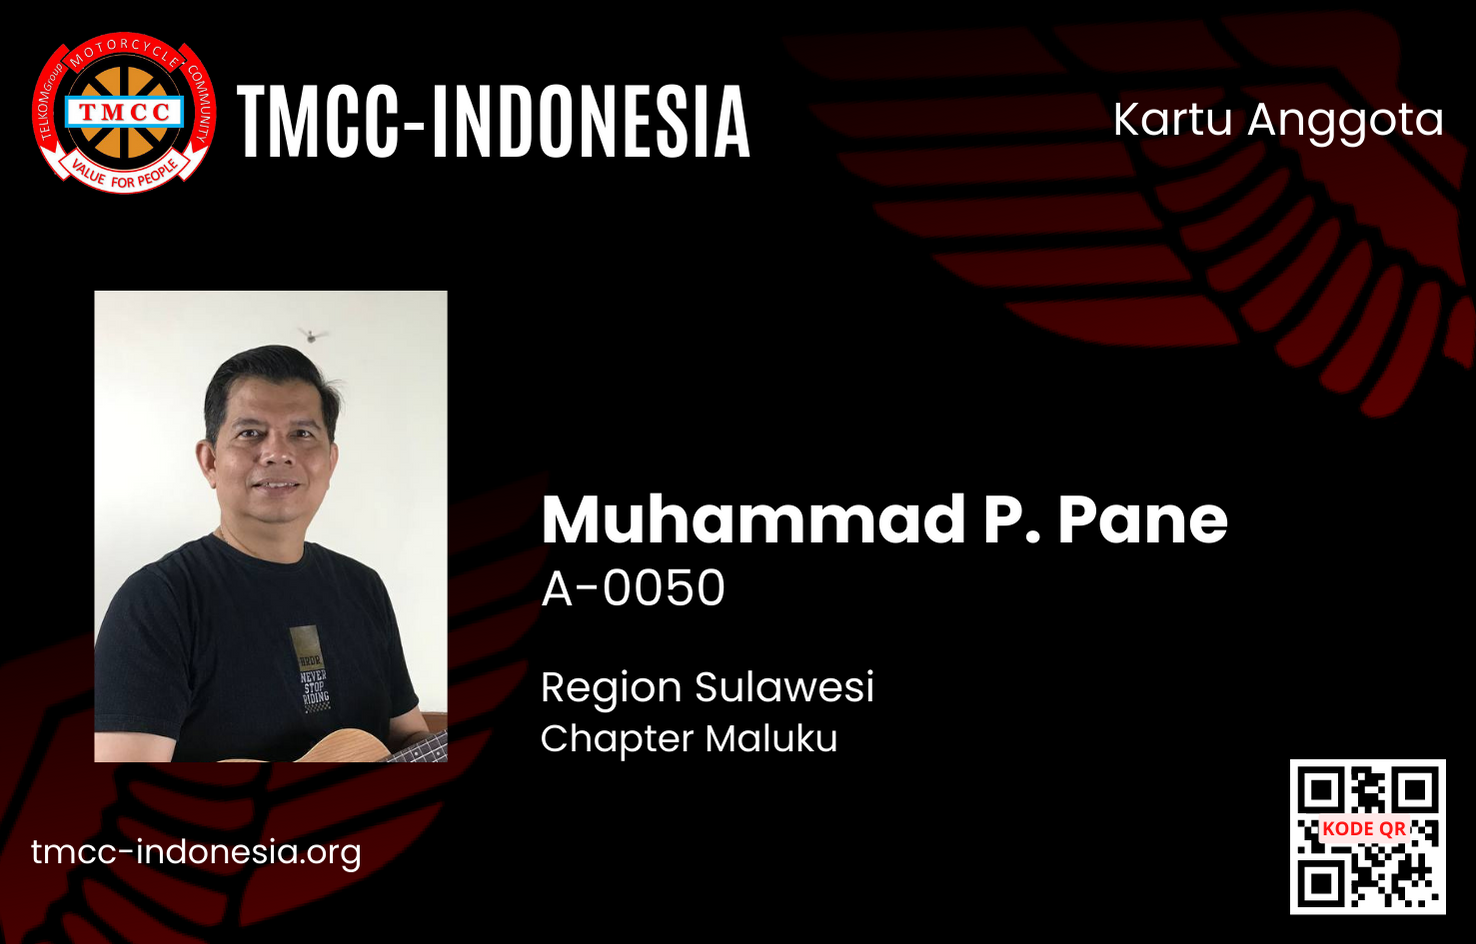 MOTORCYCLE
TELKOMGroup
COMMUNITY
TMCC
VALUE FOR PEOPLE
TMCC-INDONESIA
Kartu Anggota
Muhammad P. Pane
A-0050
Region Sulawesi
Chapter Maluku
BRDR
NEVER
STOP
RIDING
tmcc-indonesia.org
KODE QR